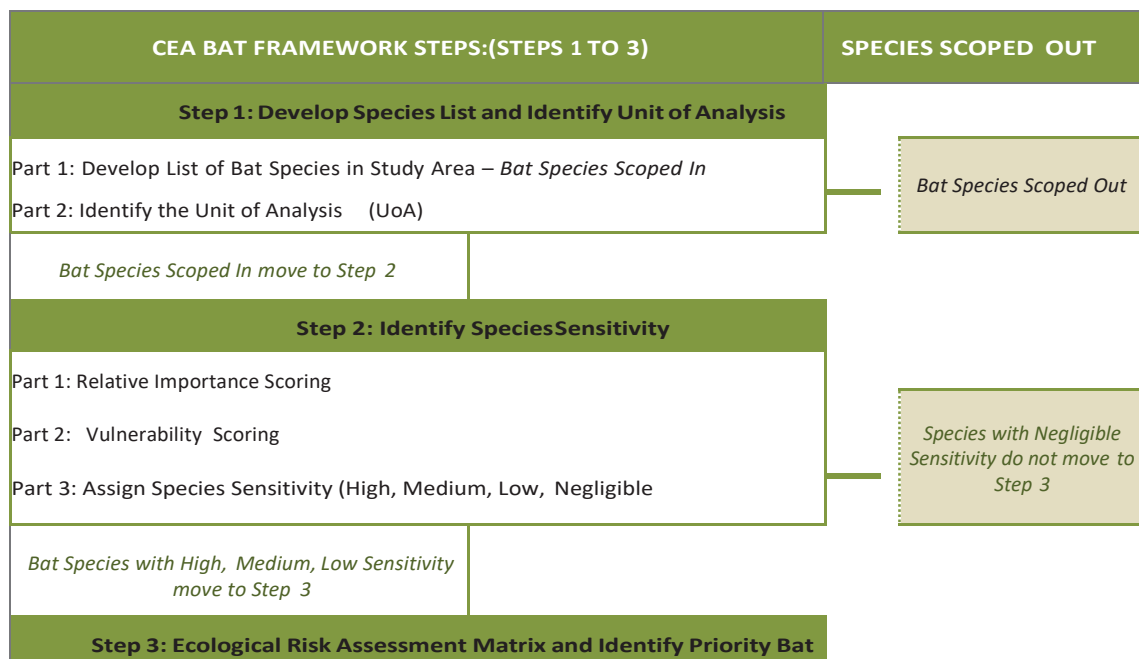 CEA BAT FRAMEWORK STEPS:(STEPS 1 TO 3)
SPECIES SCOPED OUT
Step 1: Develop Species List and Identify Unit of Analysis
Part 1: Develop List of Bat Species in Study Area – Bat Species Scoped In
Part 2: Identify the Unit of Analysis (UoA)
Bat Species Scoped Out
Bat Species Scoped In move to Step 2
Step 2: Identify SpeciesSensitivity
Part 1: Relative Importance Scoring
Part 2: Vulnerability Scoring
Part 3: Assign Species Sensitivity (High, Medium, Low, Negligible
Species with Negligible
Sensitivity do not move to
Step 3
Bat Species with High, Medium, Low Sensitivity
move to Step 3
Step 3: Ecological Risk Assessment Matrix and Identify Priority Bat